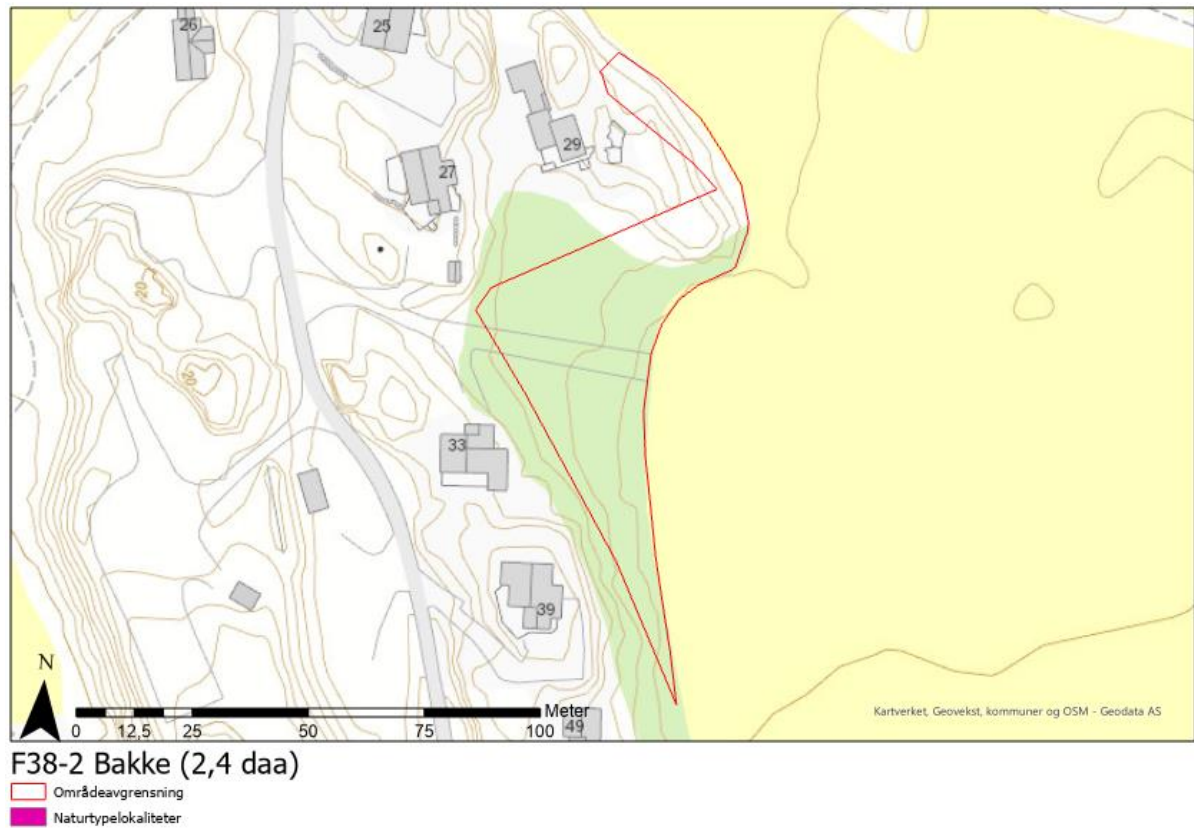 26
25
29
27
20
20
33
39
49
N
Meter
0 12,5 25 50 75 100
Kartverket, Geovekst, kommuner og OSM - Geodata AS
F38-2 Bakke (2,4 daa)
Områdeavgrensning
Naturtypelokaliteter